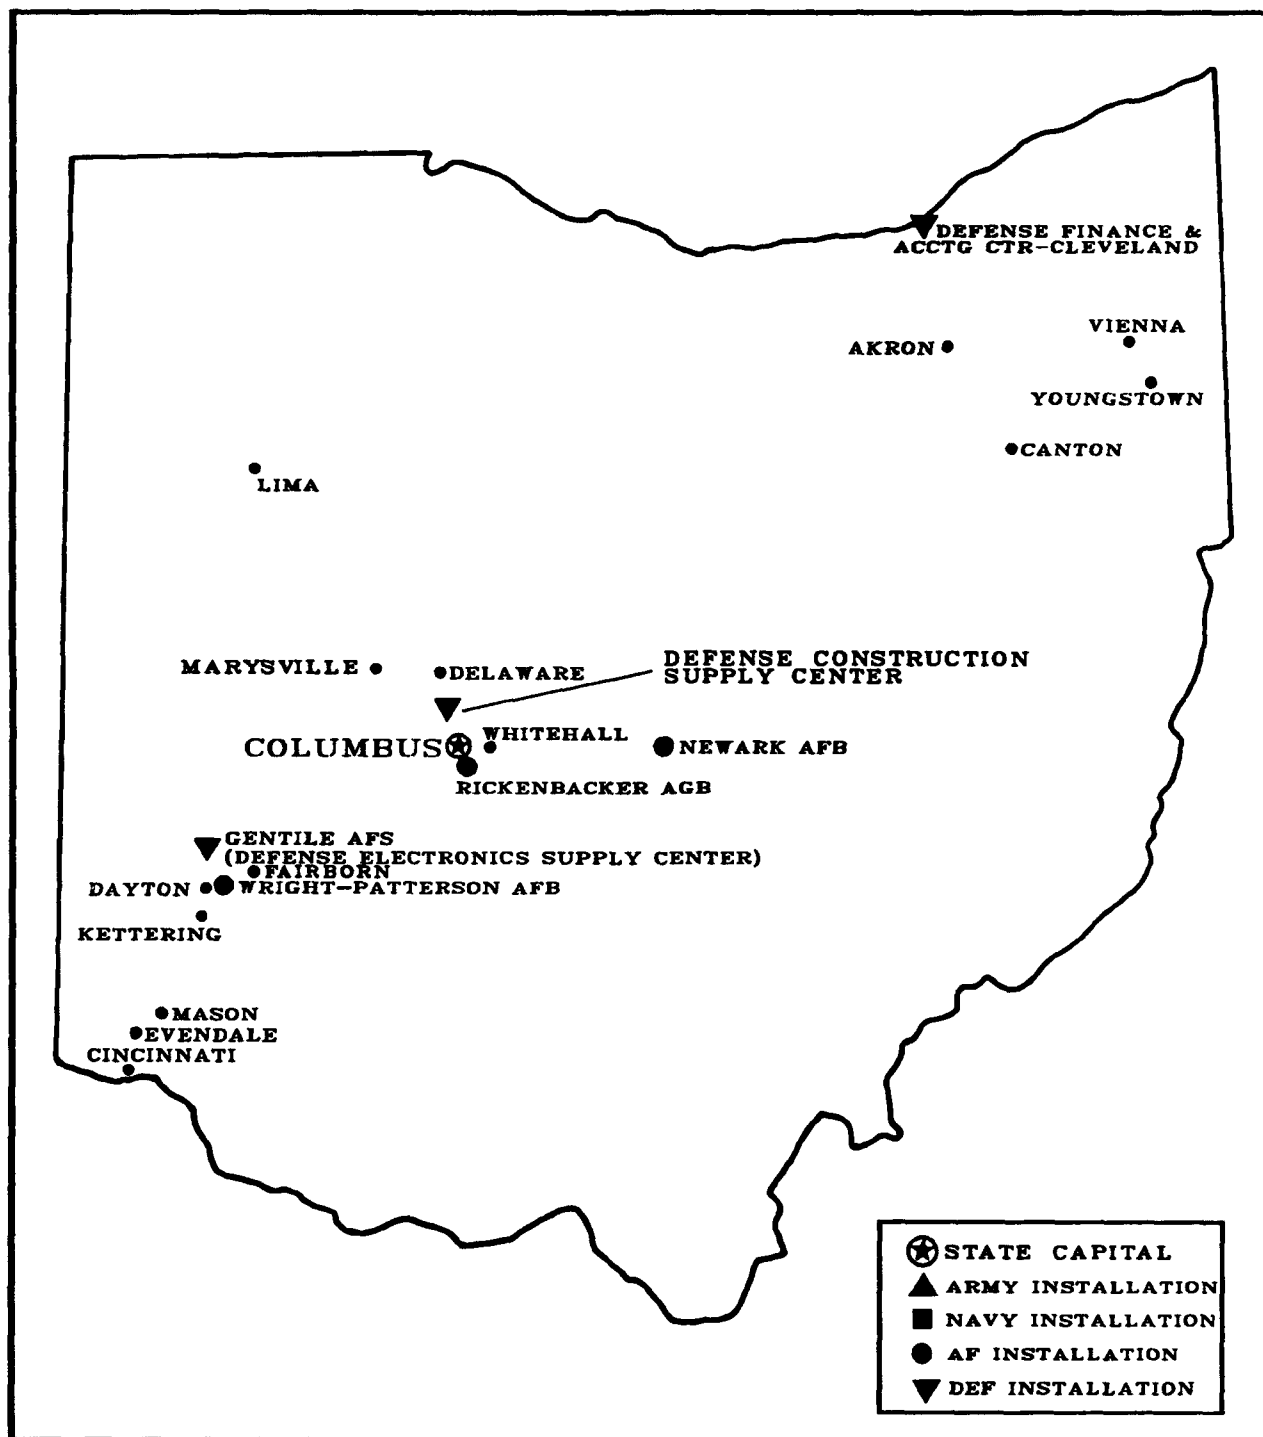 DEFENSE FINANCE &
ACCTG CTR-CLEVELAND
VIENNA
AKRON
YOUNGSTOWN
CANTON
LIMA
MARYSVILLE
DELAWARE
DEFENSE CONSTRUCTION
SUPPLY CENTER
COLUMBUS
WHITEHALL
NEWARK AFB
RICKENBACKER AGB
GENTILE AFS
(DEFENSE ELECTRONICS SUPPLY CENTER)
FAIRBORN
DAYTON
WRIGHT-PATTERSON AFB
KETTERING
MASON
EVENDALE
CINCINNATI
STATE CAPITAL
ARMY INSTALLATION
NAVY INSTALLATION
AF INSTALLATION
DEF INSTALLATION